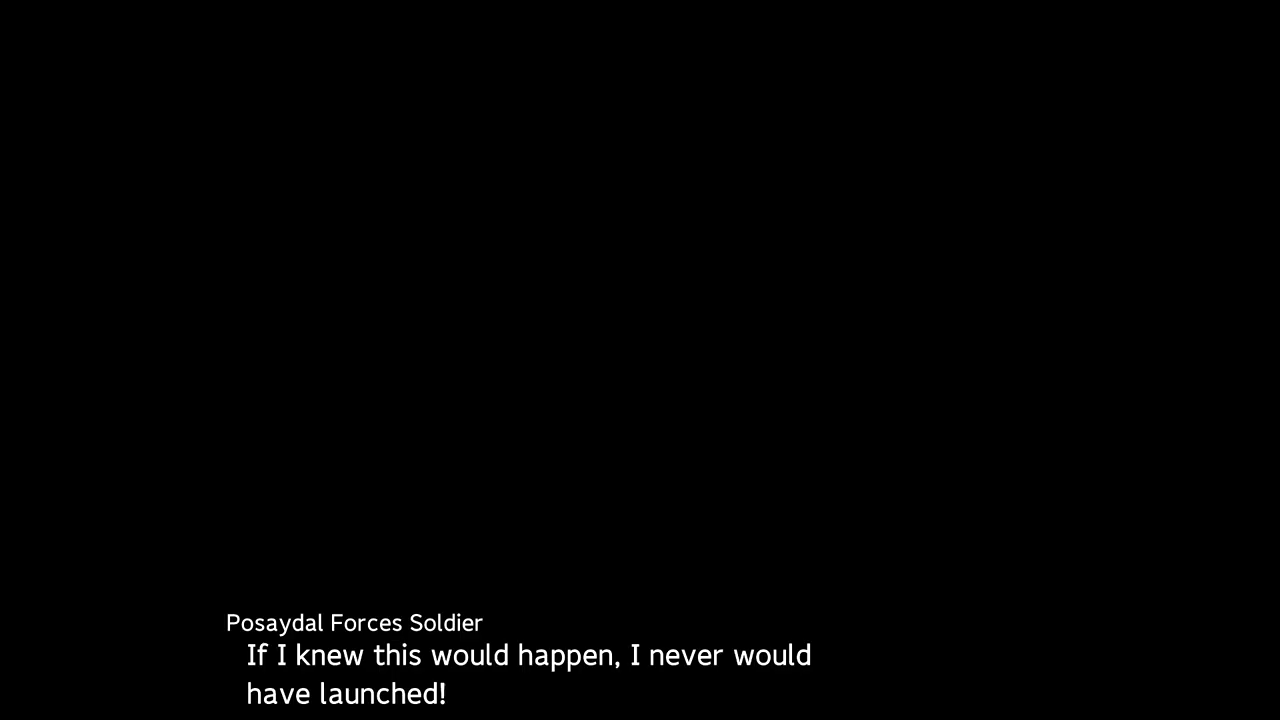 Posaydal Forces Soldier
If I knew this would happen, I never would
have launched!